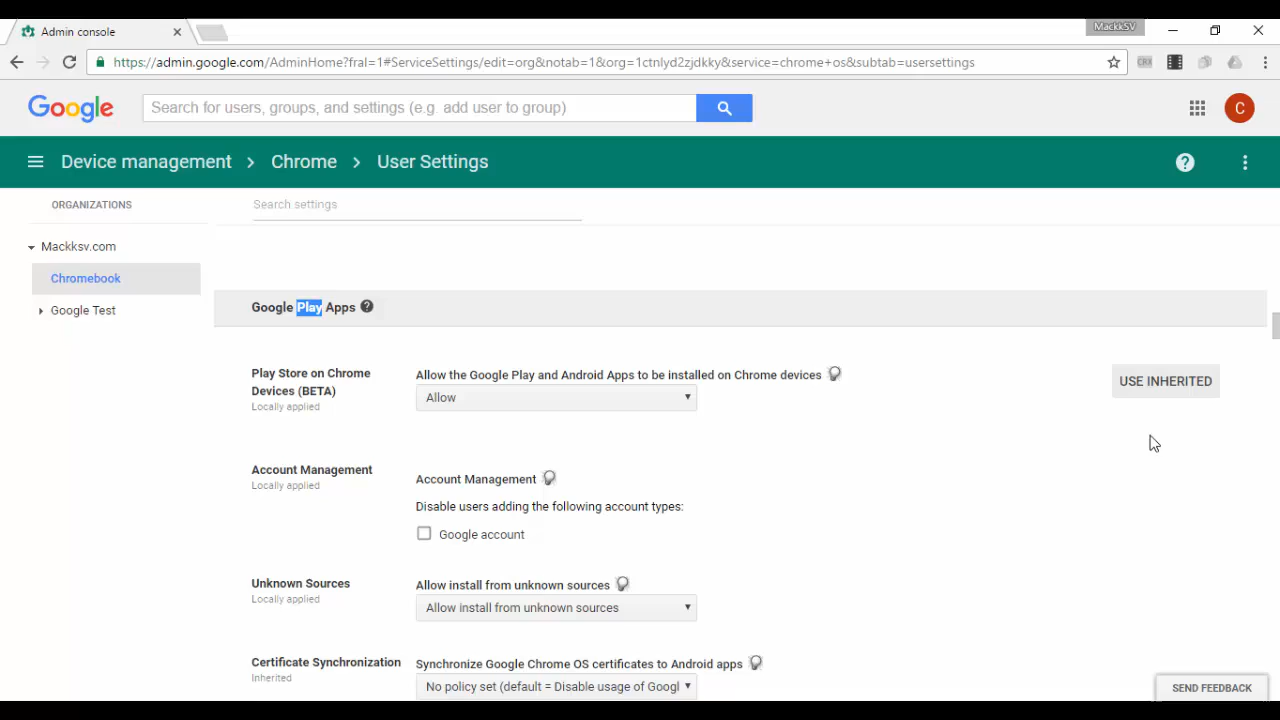 Admin console
MackkSV
https://admin.google.com/AdminHome?fral=1#ServiceSettings/edit=org&notab=1&org=1ctnlyd2zjdkky&service=chrome+os&subtab=usersettings
Google
Search for users, groups, and settings (e.g add user to group)
C
Device management > Chrome > User Settings
ORGANIZATIONS
Search settings
Mackksv.com
Chromebook
Google Test
Google Play Apps
Play Store on Chrome
Devices (BETA)
Locally applied
Allow the Google Play and Android Apps to be installed on Chrome devices
Allow
USE INHERITED
Account Management
Locally applied
Account Management
Disable users adding the following account types:
Google account
Unknown Sources
Locally applied
Allow install from unknown sources
Allow install from unknown sources
Certificate Synchronization
Inherited
Synchronize Google Chrome OS certificates to Android apps
No policy set (default = Disable usage of Googl
SEND FEEDBACK